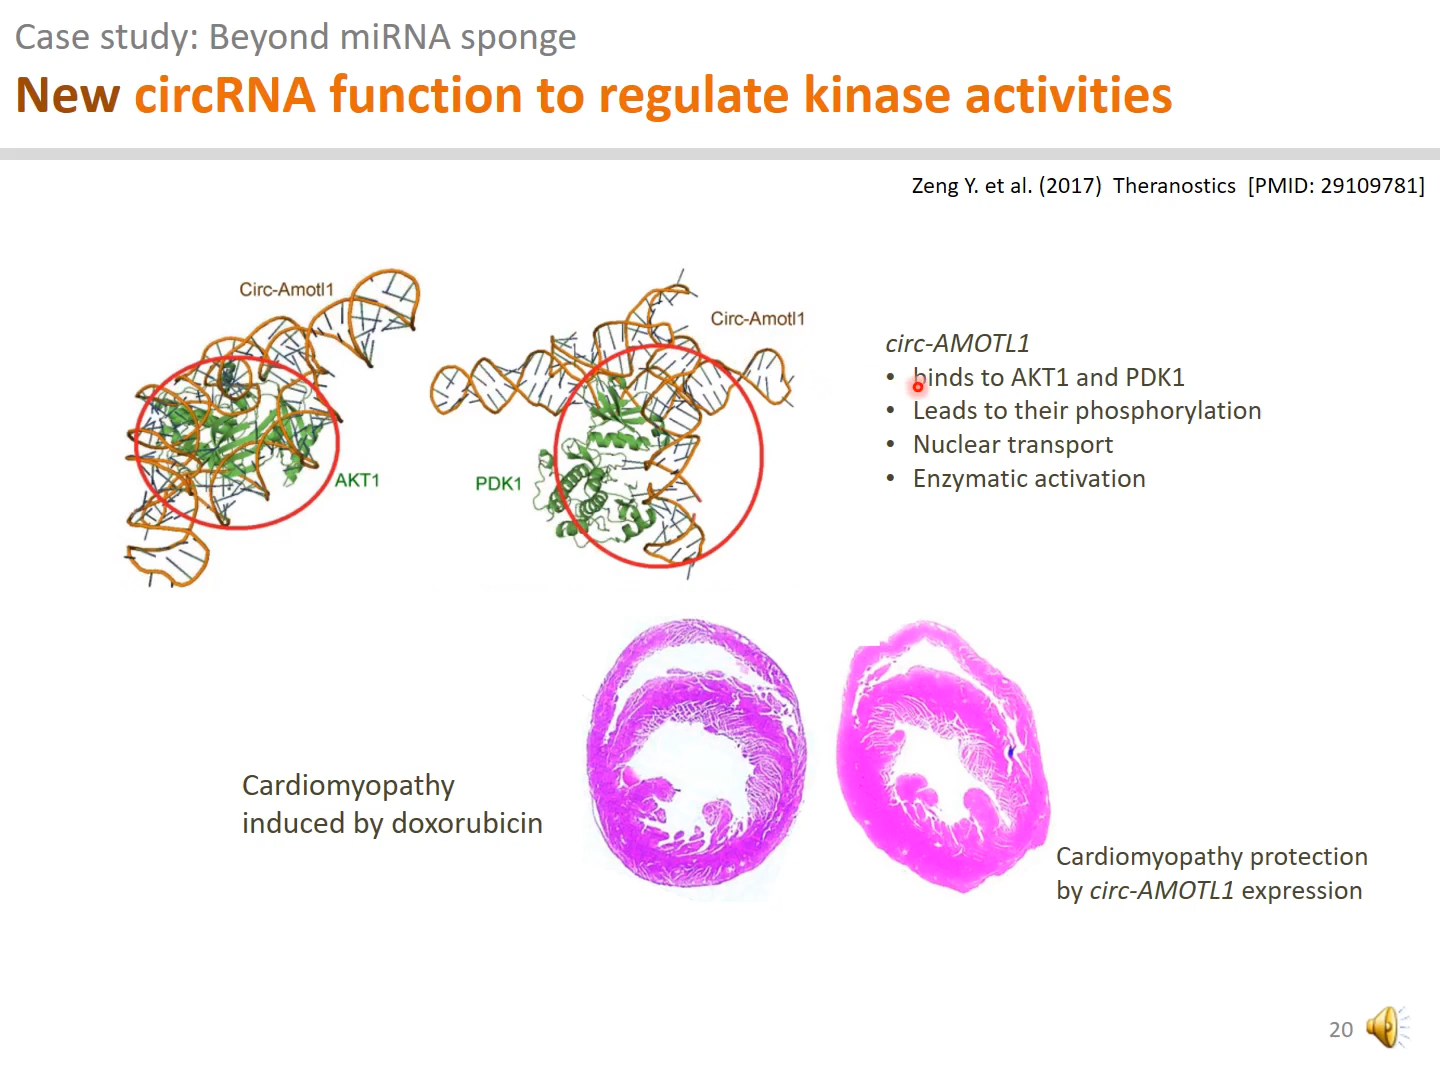 Case study: Beyond miRNA sponge
New circRNA function to regulate kinase activities
Zeng Y. et al. (2017) Theranostics [PMID: 29109781]
Circ-Amotl1
Circ-Amotl1
AKT1
PDK1
circ-AMOTL1
• binds to AKT1 and PDK1
• Leads to their phosphorylation
• Nuclear transport
• Enzymatic activation
Cardiomyopathy
induced by doxorubicin
Cardiomyopathy protection
by circ-AMOTL1 expression
20